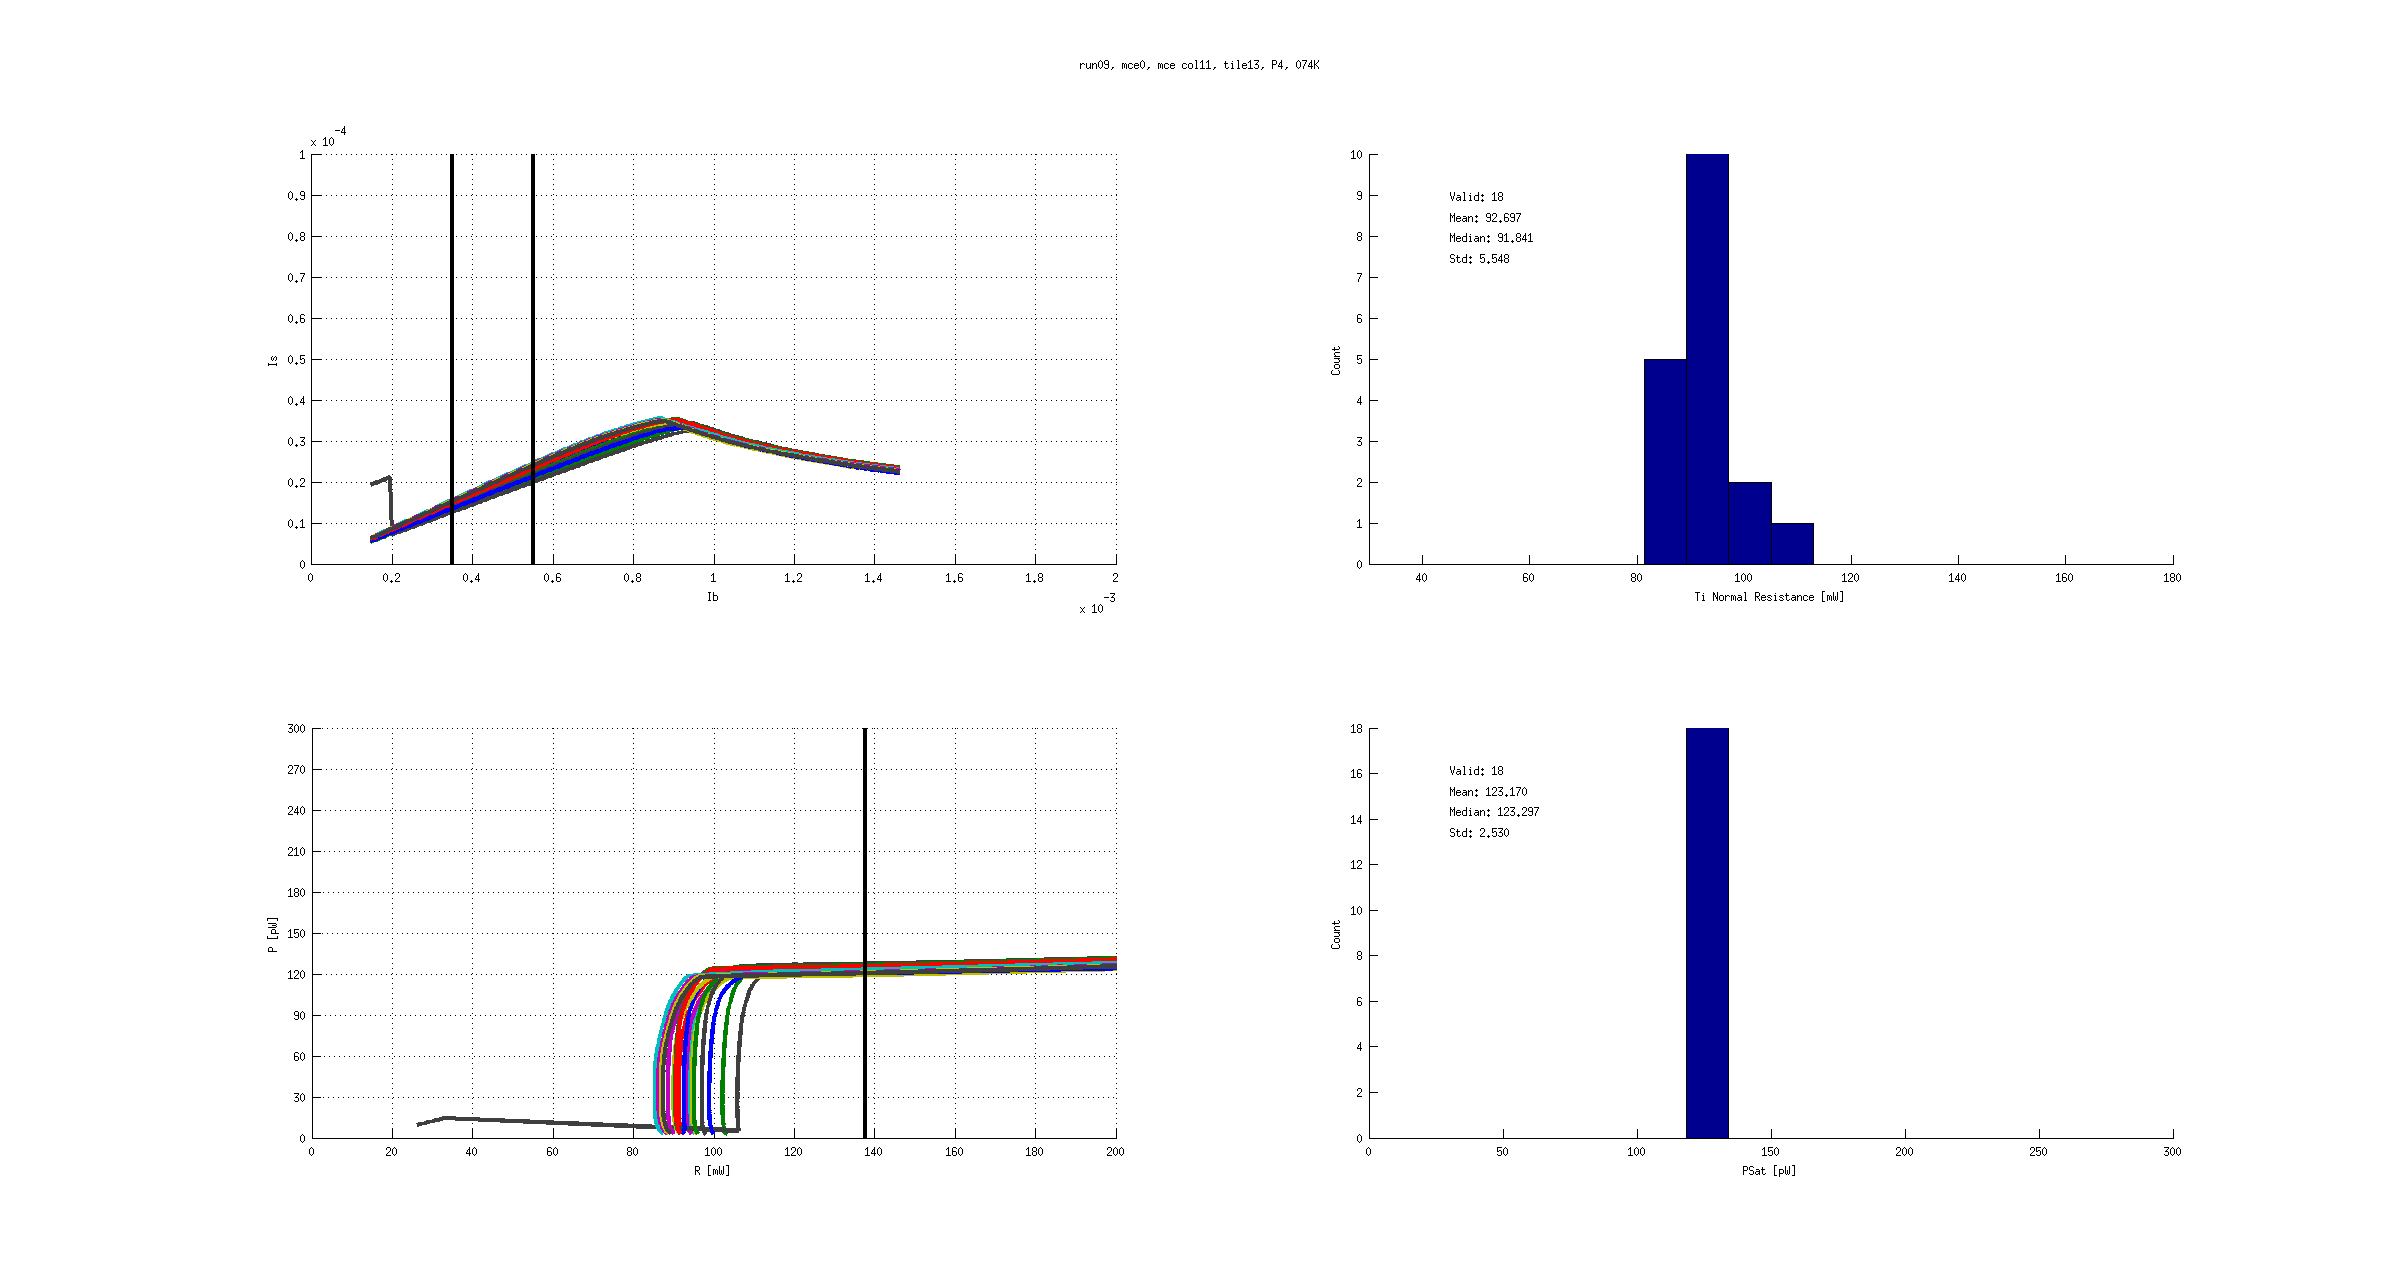 run09, mce0, mce col11, tile13, P4, 074K
x 10^-4
1
0.9
0.8
0.7
0.6
0.5
0.4
0.3
0.2
0.1
0
Is
0 0.2 0.4 0.6 0.8 1 1.2 1.4 1.6 1.8 2
Ib
x 10^-3
10
9
8
7
6
5
4
3
2
1
0
Count
Valid: 18
Mean: 92.697
Median: 91.841
Std: 5.548
40 60 80 100 120 140 160 180
Ti Normal Resistance [mW]
300
270
240
210
180
150
120
90
60
30
0
P [pW]
0 20 40 60 80 100 120 140 160 180 200
R [mW]
18
16
14
12
10
8
6
4
2
0
Count
Valid: 18
Mean: 123.170
Median: 123.297
Std: 2.530
0 50 100 150 200 250 300
PSat [pW]